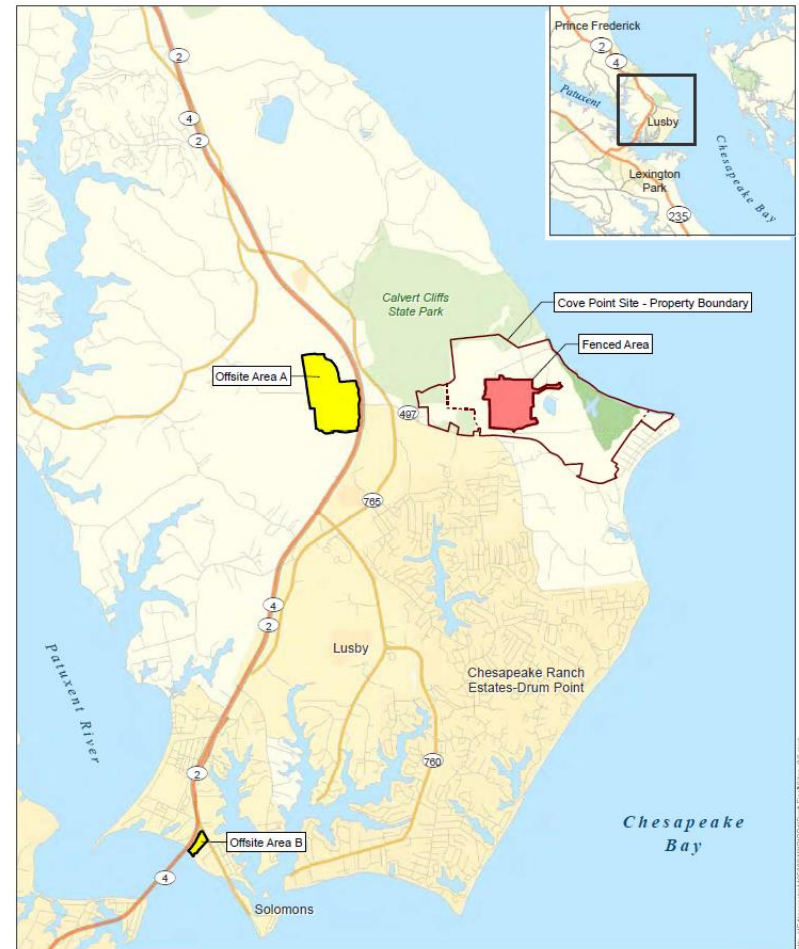 Prince Frederick
2
4
Patuxent
Lusby
Chesapeake Bay
Lexington
Park
235
2
4
2
Calvert Cliffs
State Park
Cove Point Site - Property Boundary
Fenced Area
Offsite Area A
497
765
4
2
Lusby
Chesapeake Ranch
Estates-Drum Point
Patuxent River
760
2
Offsite Area B
Chesapeake
Bay
4
Solomons